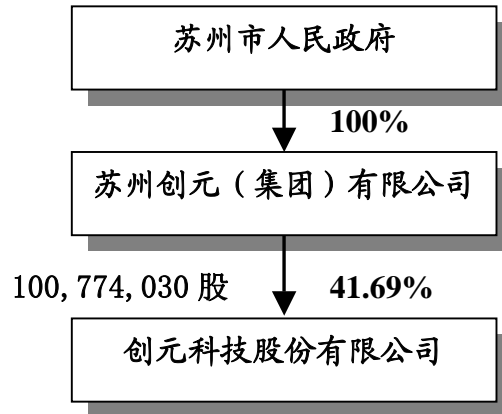 苏州市人民政府
100%
苏州创元（集团）有限公司
100,774,030 股 41.69%
创元科技股份有限公司